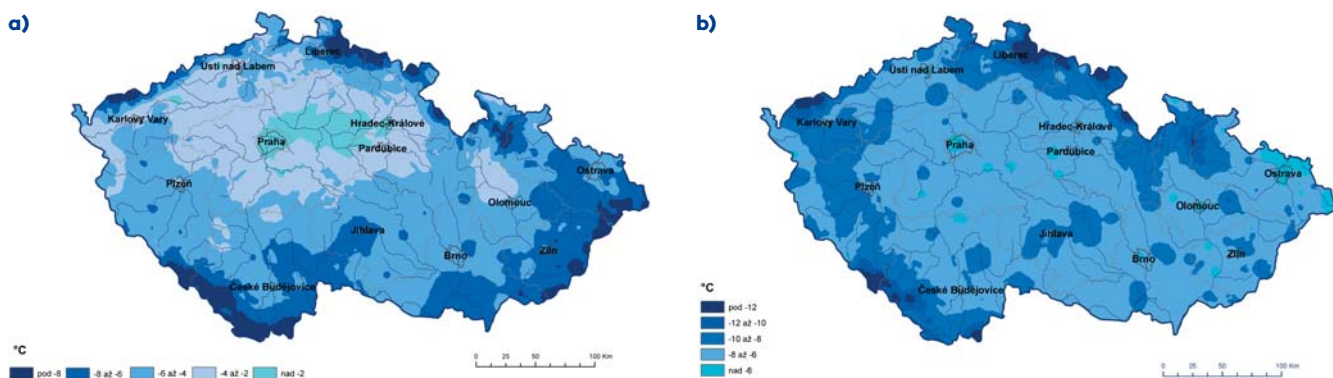 a)
Liberec
Ústí nad Labem
Karlovy Vary
Hradec-Králové
Praha
Pardubice
Plzeň
Ostrava
Olomouc
Jihlava
Brno
Zlín
České Budějovice
°C
pod -8
-8 až -6
-6 až -4
-4 až -2
nad -2
0 25 50 100 Km
b)
Liberec
Ústí nad Labem
Karlovy Vary
Hradec-Králové
Praha
Pardubice
Plzeň
Ostrava
Olomouc
Jihlava
Brno
Zlín
České Budějovice
°C
pod -12
-12 až -10
-10 až -8
-8 až -6
nad -6
0 25 50 100 Km